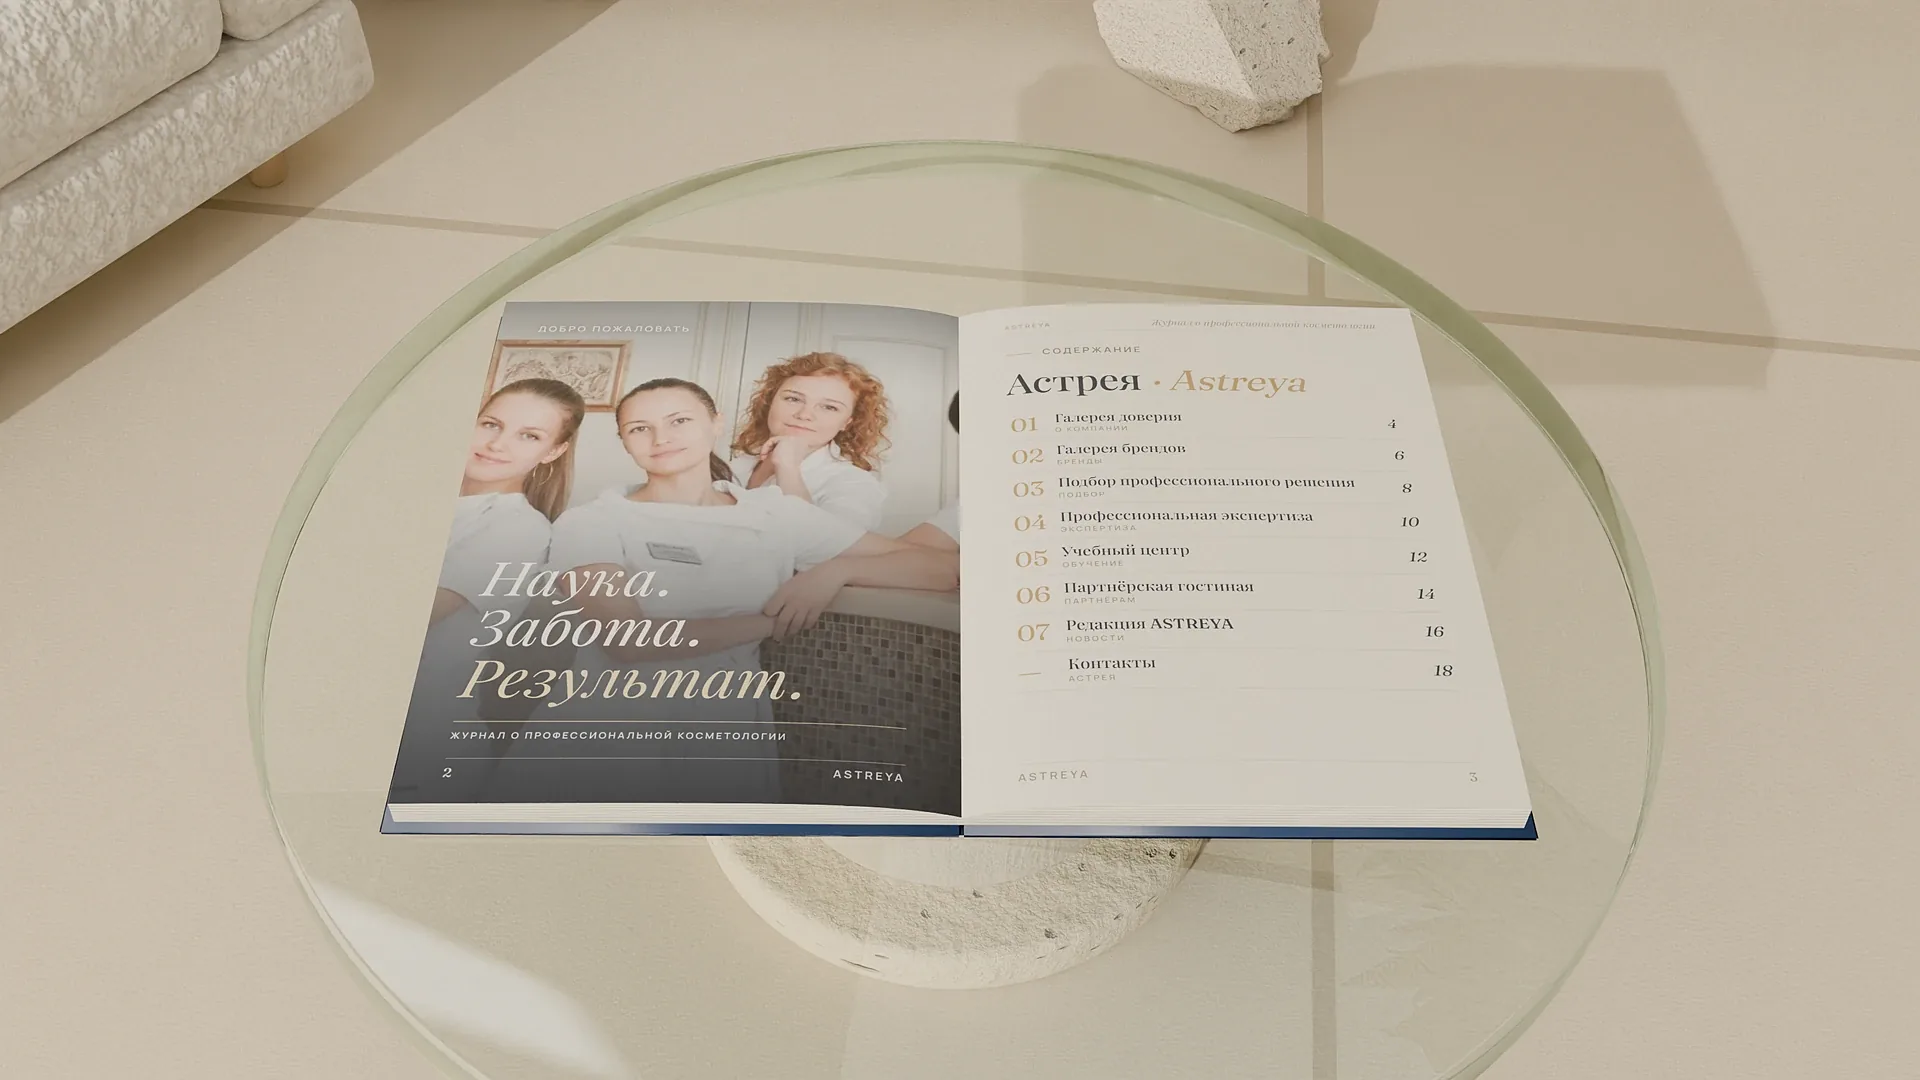 ДОБРО ПОЖАЛОВАТЬ
Наука.
Забота.
Результат.
ЖУРНАЛ О ПРОФЕССИОНАЛЬНОЙ КОСМЕТОЛОГИИ
2
ASTREYA
ASTREYA
Журнал о профессиональной косметологии
СОДЕРЖАНИЕ
Астрея · Astreya
01 Галерея доверия 4
О КОМПАНИИ
02 Галерея брендов 6
БРЕНДЫ
03 Подбор профессионального решения 8
ПОДБОР
04 Профессиональная экспертиза 10
ЭКСПЕРТИЗА
05 Учебный центр 12
ОБУЧЕНИЕ
06 Партнёрская гостиная 14
ПАРТНЁРАМ
07 Редакция ASTREYA 16
НОВОСТИ
— Контакты 18
АСТРЕЯ
ASTREYA
3